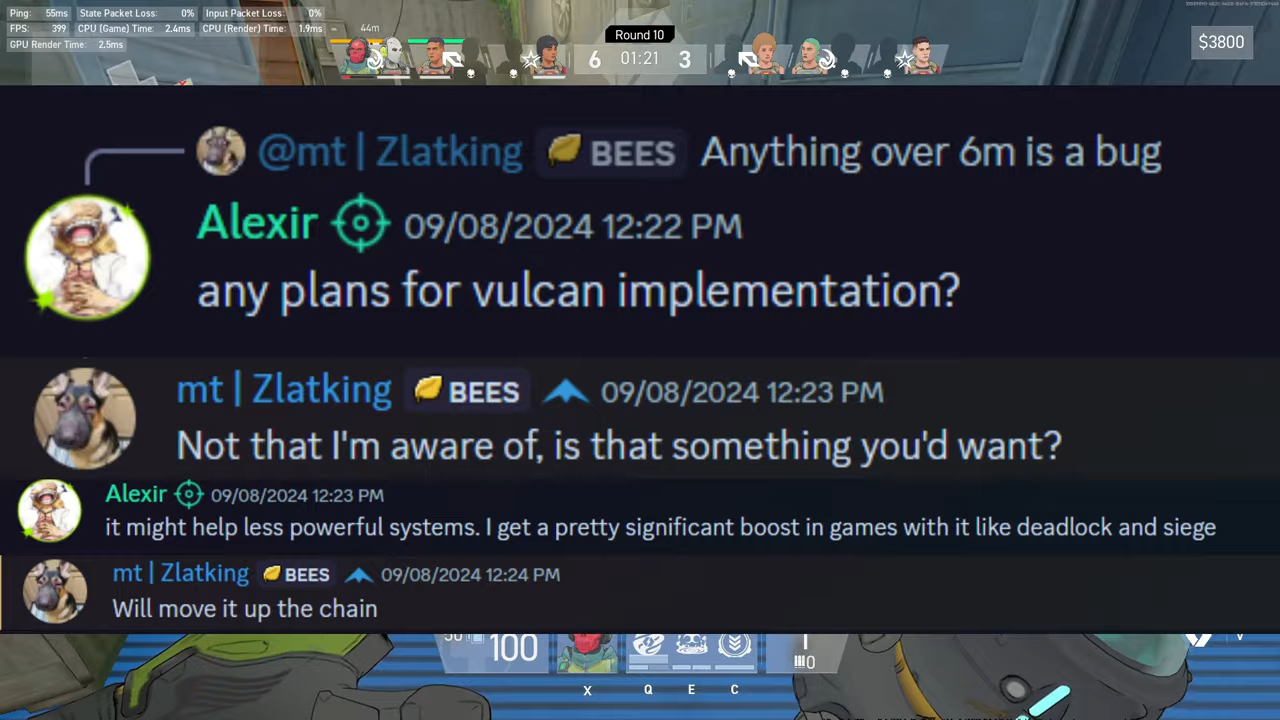 Ping: 55ms State Packet Loss: 0% Input Packet Loss: 0%
FPS: 399 CPU (Game) Time: 2.4ms CPU (Render) Time: 1.9ms 44m
GPU Render Time: 2.5ms
Round 10
6 01:21 3
$3800
@mt | Zlatking BEES Anything over 6m is a bug
Alexir 09/08/2024 12:22 PM
any plans for vulcan implementation?
mt | Zlatking BEES 09/08/2024 12:23 PM
Not that I'm aware of, is that something you'd want?
Alexir 09/08/2024 12:23 PM
it might help less powerful systems. I get a pretty significant boost in games with it like deadlock and siege
mt | Zlatking BEES 09/08/2024 12:24 PM
Will move it up the chain
50 100 1 V
0
X Q E C